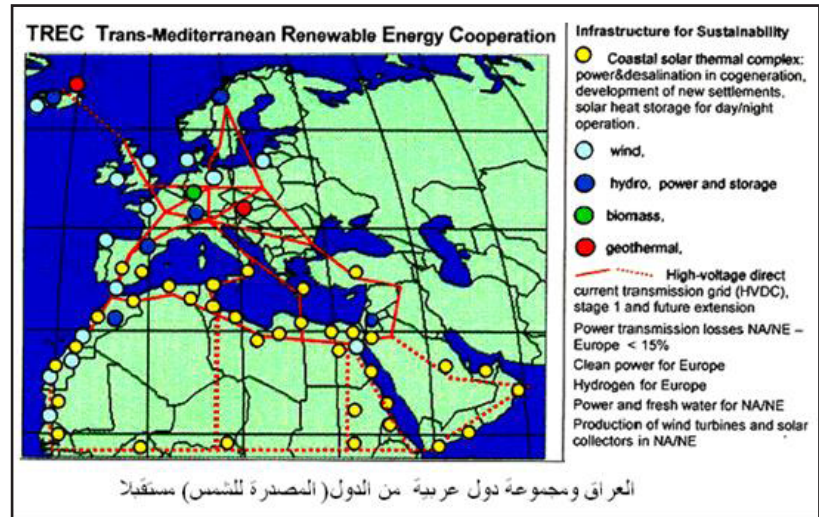 TREC Trans-Mediterranean Renewable Energy Cooperation
Infrastructure for Sustainability
Coastal solar thermal complex:
power&desalination in cogeneration,
development of new settlements,
solar heat storage for day/night
operation.
wind,
hydro, power and storage
biomass,
geothermal,
High-voltage direct
current transmission grid (HVDC),
stage 1 and future extension
Power transmission losses NA/NE –
Europe < 15%
Clean power for Europe
Hydrogen for Europe
Power and fresh water for NA/NE
Production of wind turbines and solar
collectors in NA/NE
العراق ومجموعة دول عربية من الدول( المصدرة للشمس) مستقبلا